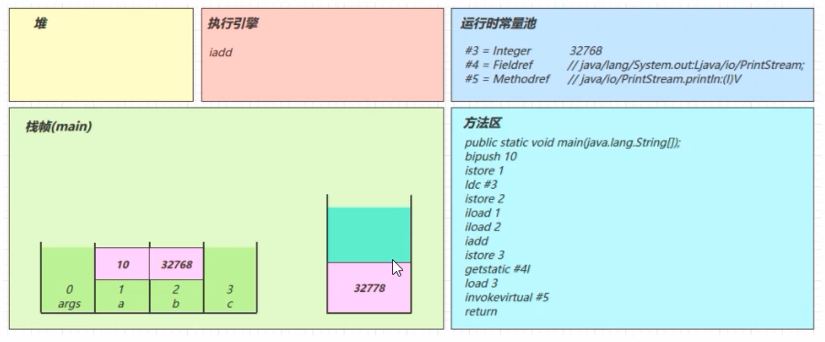 堆
执行引擎
iadd
运行时常量池
#3 = Integer 32768
#4 = Fieldref // java/lang/System.out:Ljava/io/PrintStream;
#5 = Methodref // java/io/PrintStream.println:(I)V
栈帧(main)
10 32768
0 1 2 3
args a b c
32778
方法区
public static void main(java.lang.String[]);
bipush 10
istore 1
ldc #3
istore 2
iload 1
iload 2
iadd
istore 3
getstatic #4I
load 3
invokevirtual #5
return